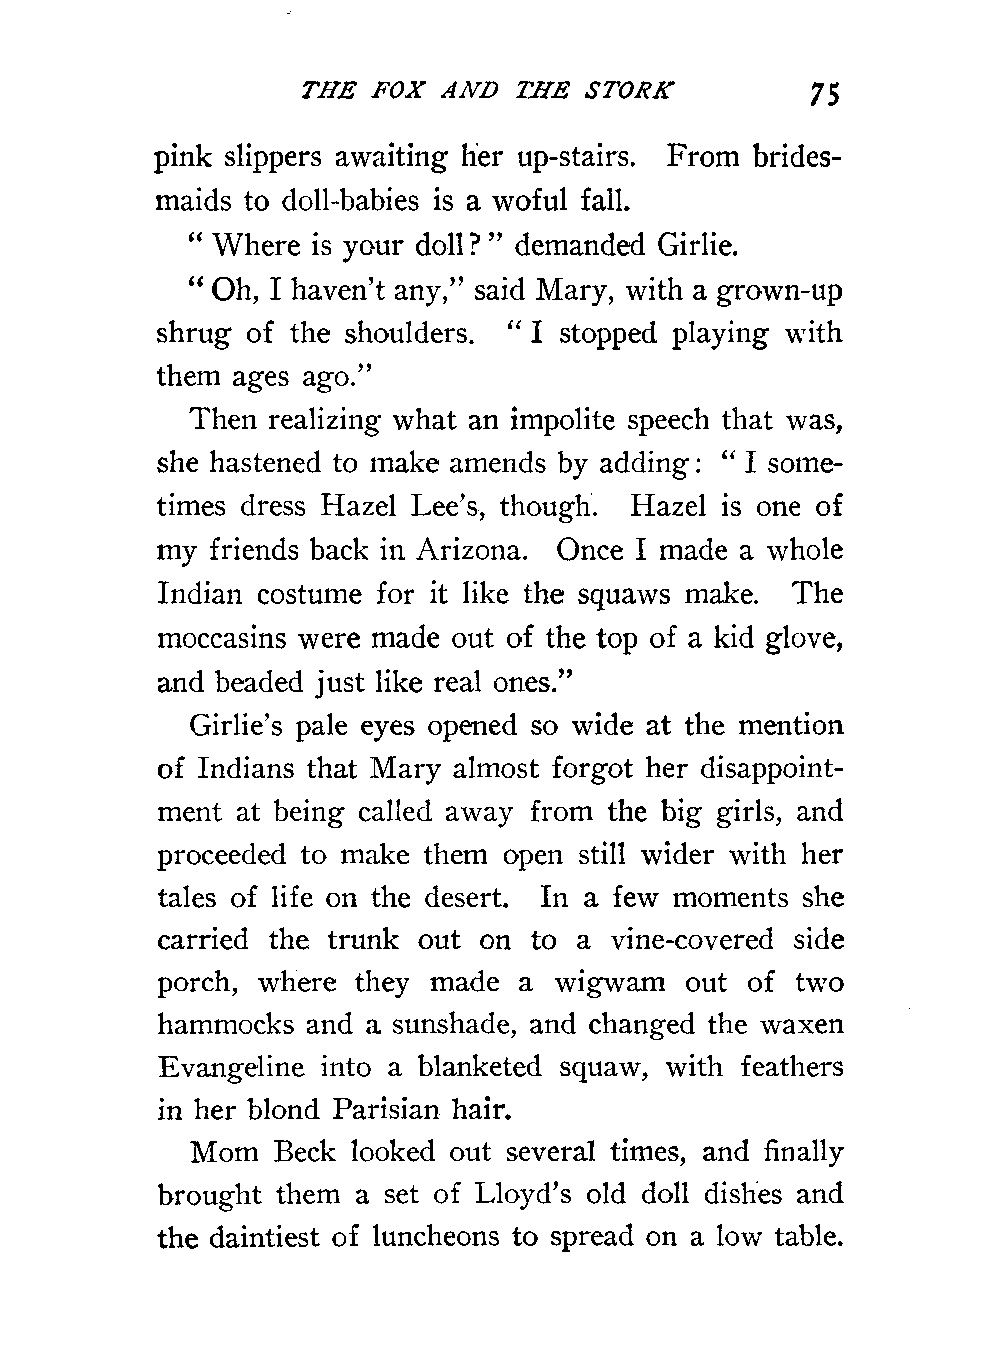 THE FOX AND THE STORK 75
pink slippers awaiting her up-stairs. From brides-
maids to doll-babies is a woful fall.
"Where is your doll?" demanded Girlie.
"Oh, I haven't any," said Mary, with a grown-up
shrug of the shoulders. "I stopped playing with
them ages ago."
Then realizing what an impolite speech that was,
she hastened to make amends by adding: "I some-
times dress Hazel Lee's, though. Hazel is one of
my friends back in Arizona. Once I made a whole
Indian costume for it like the squaws make. The
moccasins were made out of the top of a kid glove,
and beaded just like real ones."
Girlie's pale eyes opened so wide at the mention
of Indians that Mary almost forgot her disappoint-
ment at being called away from the big girls, and
proceeded to make them open still wider with her
tales of life on the desert. In a few moments she
carried the trunk out on to a vine-covered side
porch, where they made a wigwam out of two
hammocks and a sunshade, and changed the waxen
Evangeline into a blanketed squaw, with feathers
in her blond Parisian hair.
Mom Beck looked out several times, and finally
brought them a set of Lloyd's old doll dishes and
the daintiest of luncheons to spread on a low table.